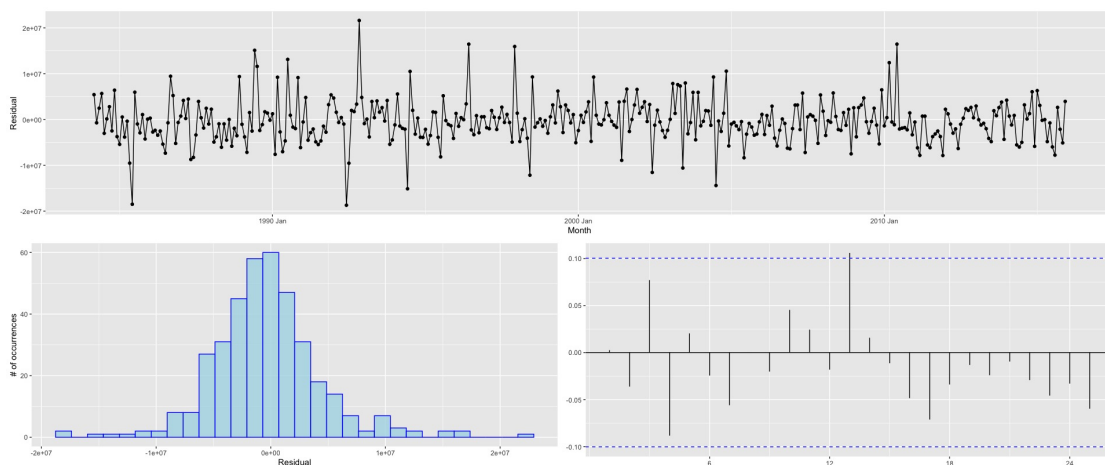 2e+07
1e+07
0e+00
-1e+07
-2e+07
Residual
1990 Jan
2000 Jan
2010 Jan
Month
60
40
20
0
# of occurrences
-2e+07
-1e+07
0e+00
1e+07
2e+07
Residual
0.10
0.05
0.00
-0.05
-0.10
6
12
18
24